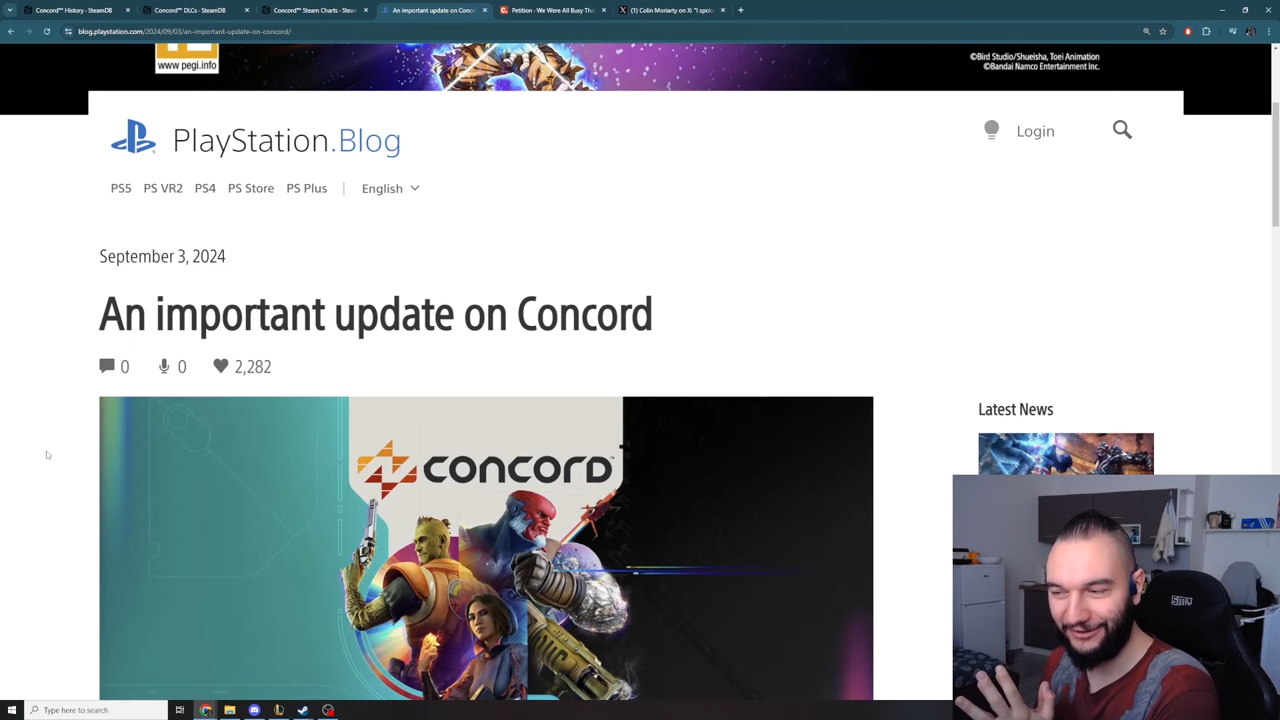 Concord™ History - SteamDB
Concord™ DLCs - SteamDB
Concord™ Steam Charts - Stean
An important update on Conc
Petition - We Were All Busy Tha
(1) Colin Moriarty on X: "I spok
blog.playstation.com/2024/09/03/an-important-update-on-concord/
www.pegi.info
©Bird Studio/Shueisha, Toei Animation
©Bandai Namco Entertainment Inc.
PlayStation.Blog
Login
PS5
PS VR2
PS4
PS Store
PS Plus
English
September 3, 2024
An important update on Concord
0
0
2,282
CONCORD™
Latest News
Type here to search